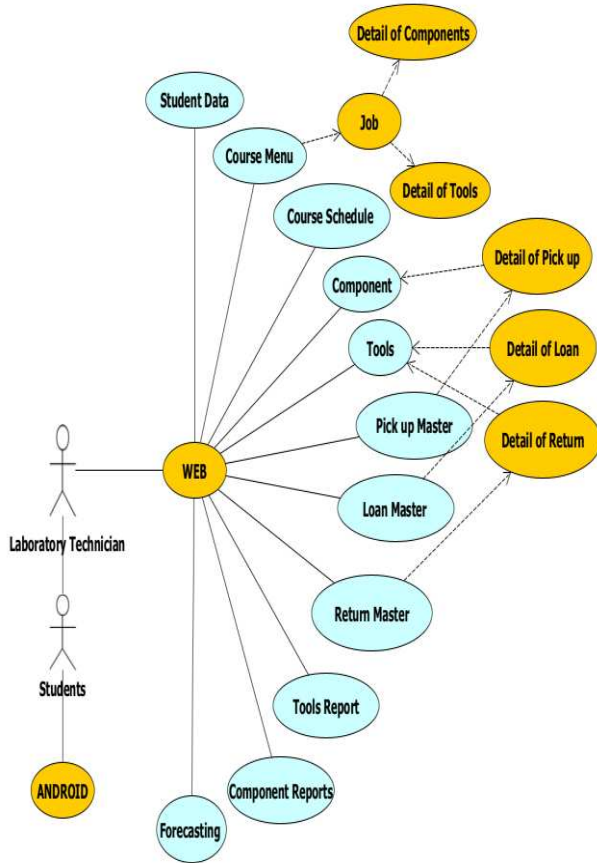 Detail of Components
Student Data
Job
Course Menu
Detail of Tools
Course Schedule
Detail of Pick up
Component
Tools
Detail of Loan
Pick up Master
Detail of Return
WEB
Loan Master
Laboratory Technician
Return Master
Students
Tools Report
ANDROID
Component Reports
Forecasting